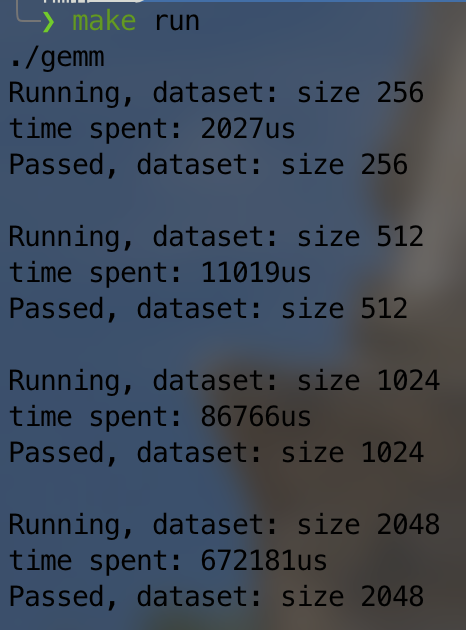 ❯ make run
./gemm
Running, dataset: size 256
time spent: 2027us
Passed, dataset: size 256

Running, dataset: size 512
time spent: 11019us
Passed, dataset: size 512

Running, dataset: size 1024
time spent: 86766us
Passed, dataset: size 1024

Running, dataset: size 2048
time spent: 672181us
Passed, dataset: size 2048